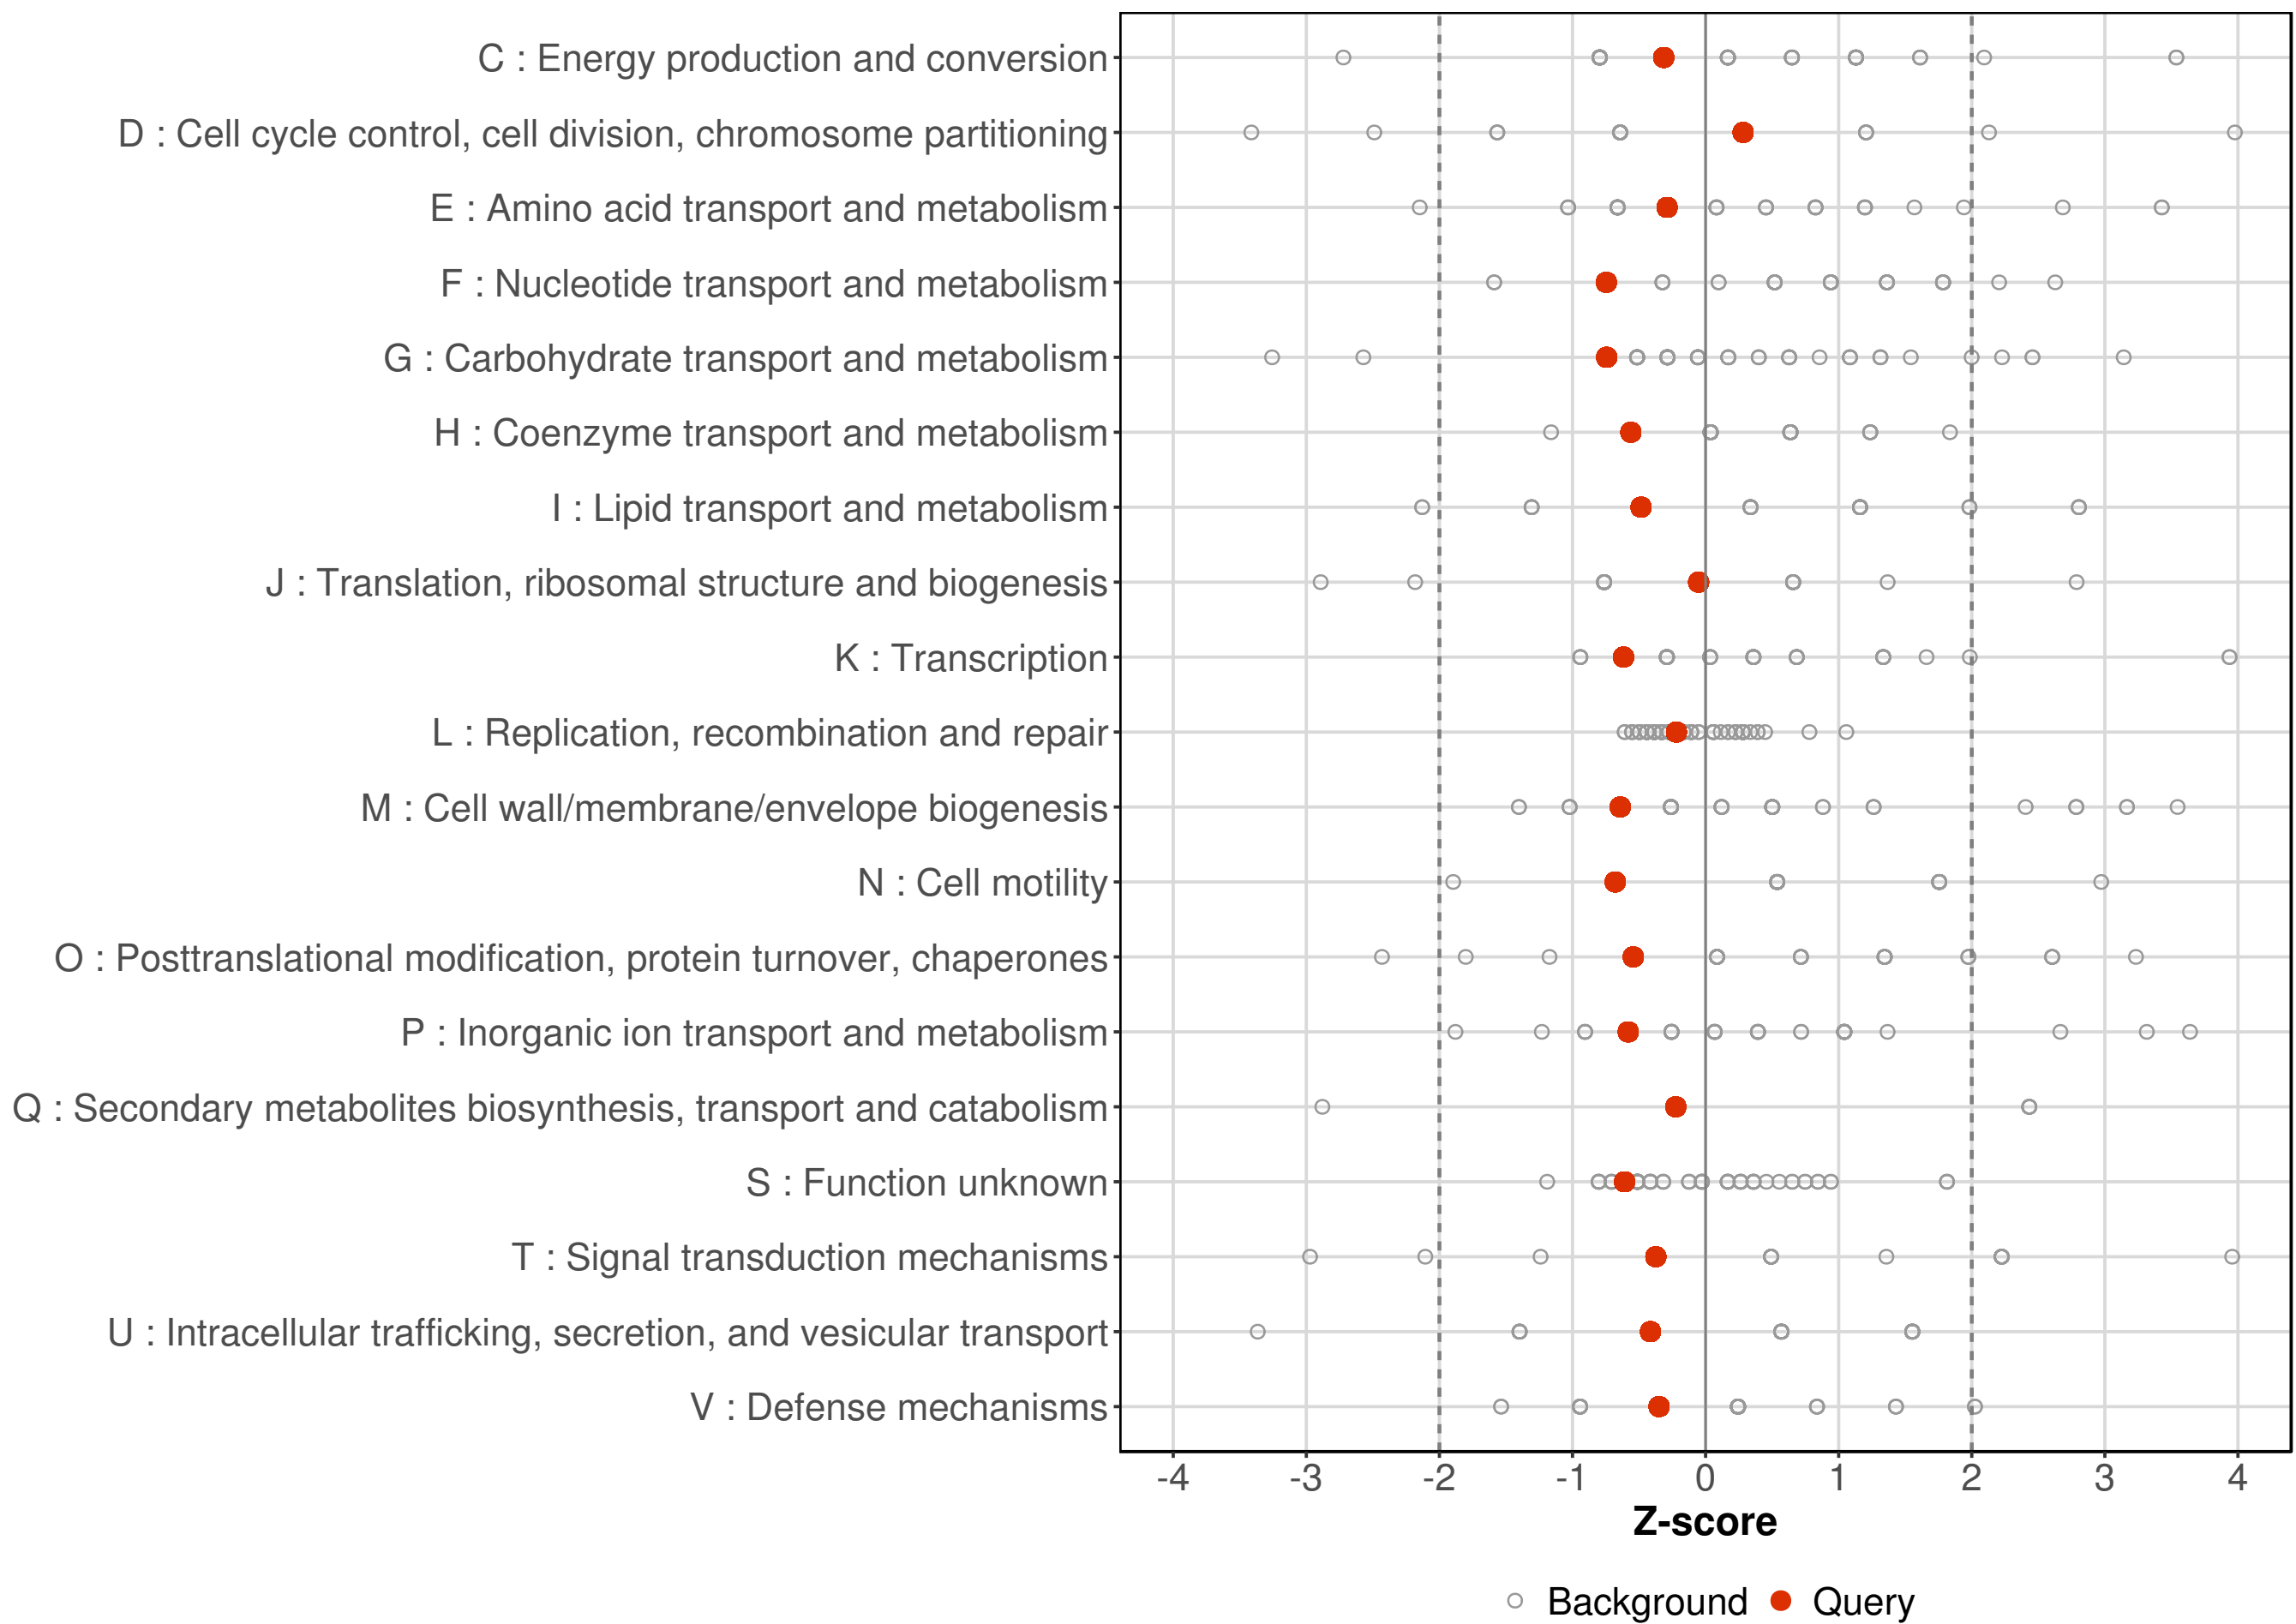 C : Energy production and conversion
D : Cell cycle control, cell division, chromosome partitioning
E : Amino acid transport and metabolism
F : Nucleotide transport and metabolism
G : Carbohydrate transport and metabolism
H : Coenzyme transport and metabolism
I : Lipid transport and metabolism
J : Translation, ribosomal structure and biogenesis
K : Transcription
L : Replication, recombination and repair
M : Cell wall/membrane/envelope biogenesis
N : Cell motility
O : Posttranslational modification, protein turnover, chaperones
P : Inorganic ion transport and metabolism
Q : Secondary metabolites biosynthesis, transport and catabolism
S : Function unknown
T : Signal transduction mechanisms
U : Intracellular trafficking, secretion, and vesicular transport
V : Defense mechanisms
-4 -3 -2 -1 0 1 2 3 4
Z-score
Background Query